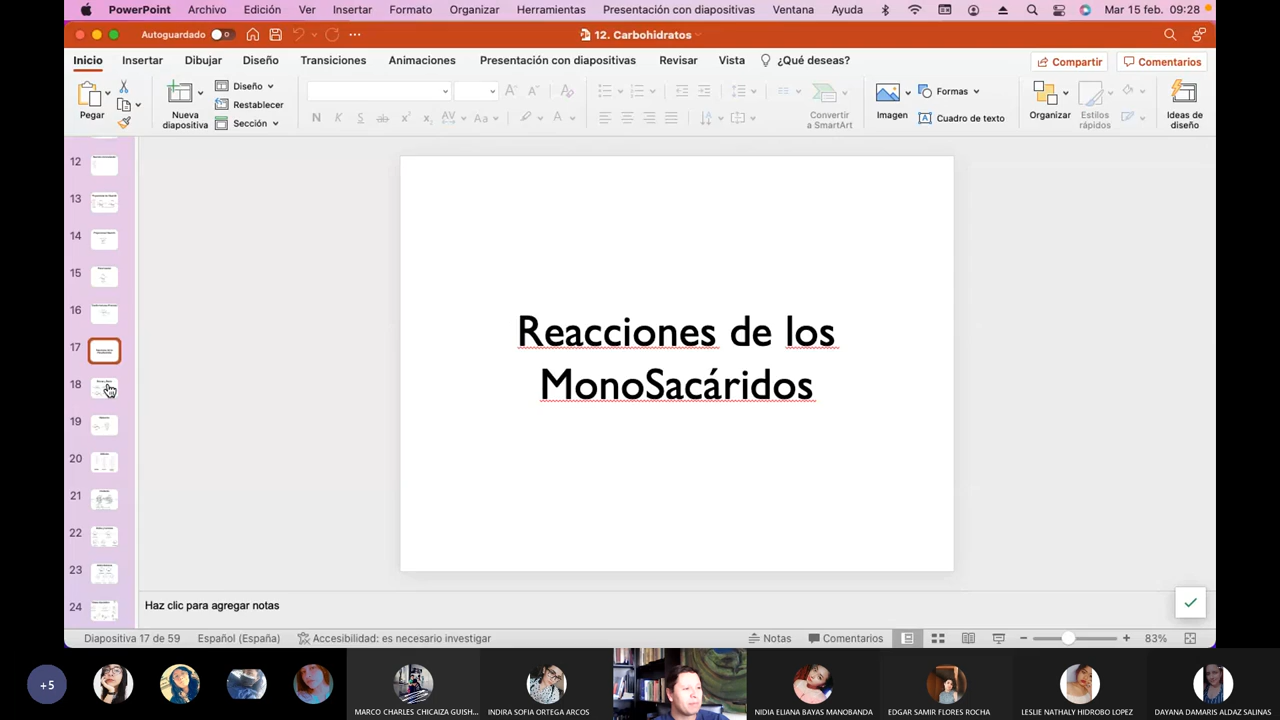 PowerPoint Archivo Edición Ver Insertar Formato Organizar Herramientas Presentación con diapositivas Ventana Ayuda Mar 15 feb. 09:28
Autoguardado 12. Carbohidratos
Inicio Insertar Dibujar Diseño Transiciones Animaciones Presentación con diapositivas Revisar Vista ¿Qué deseas? Compartir Comentarios
Pegar
Nueva diapositiva
Diseño
Restablecer
Sección
N
Convertir a SmartArt
Imagen
Formas
Cuadro de texto
Organizar
Estilos rápidos
Ideas de diseño
12
13
14
15
16
17
18
19
20
21
22
23
24
Reacciones de los
MonoSacáridos
Haz clic para agregar notas
Diapositiva 17 de 59 Español (España) Accesibilidad: es necesario investigar Notas Comentarios 83%
+5
MARCO CHARLES CHICAIZA GUISH...
INDIRA SOFIA ORTEGA ARCOS
NIDIA ELIANA BAYAS MANOBANDA
EDGAR SAMIR FLORES ROCHA
LESLIE NATHALY HIDROBO LOPEZ
DAYANA DAMARIS ALDAZ SALINAS